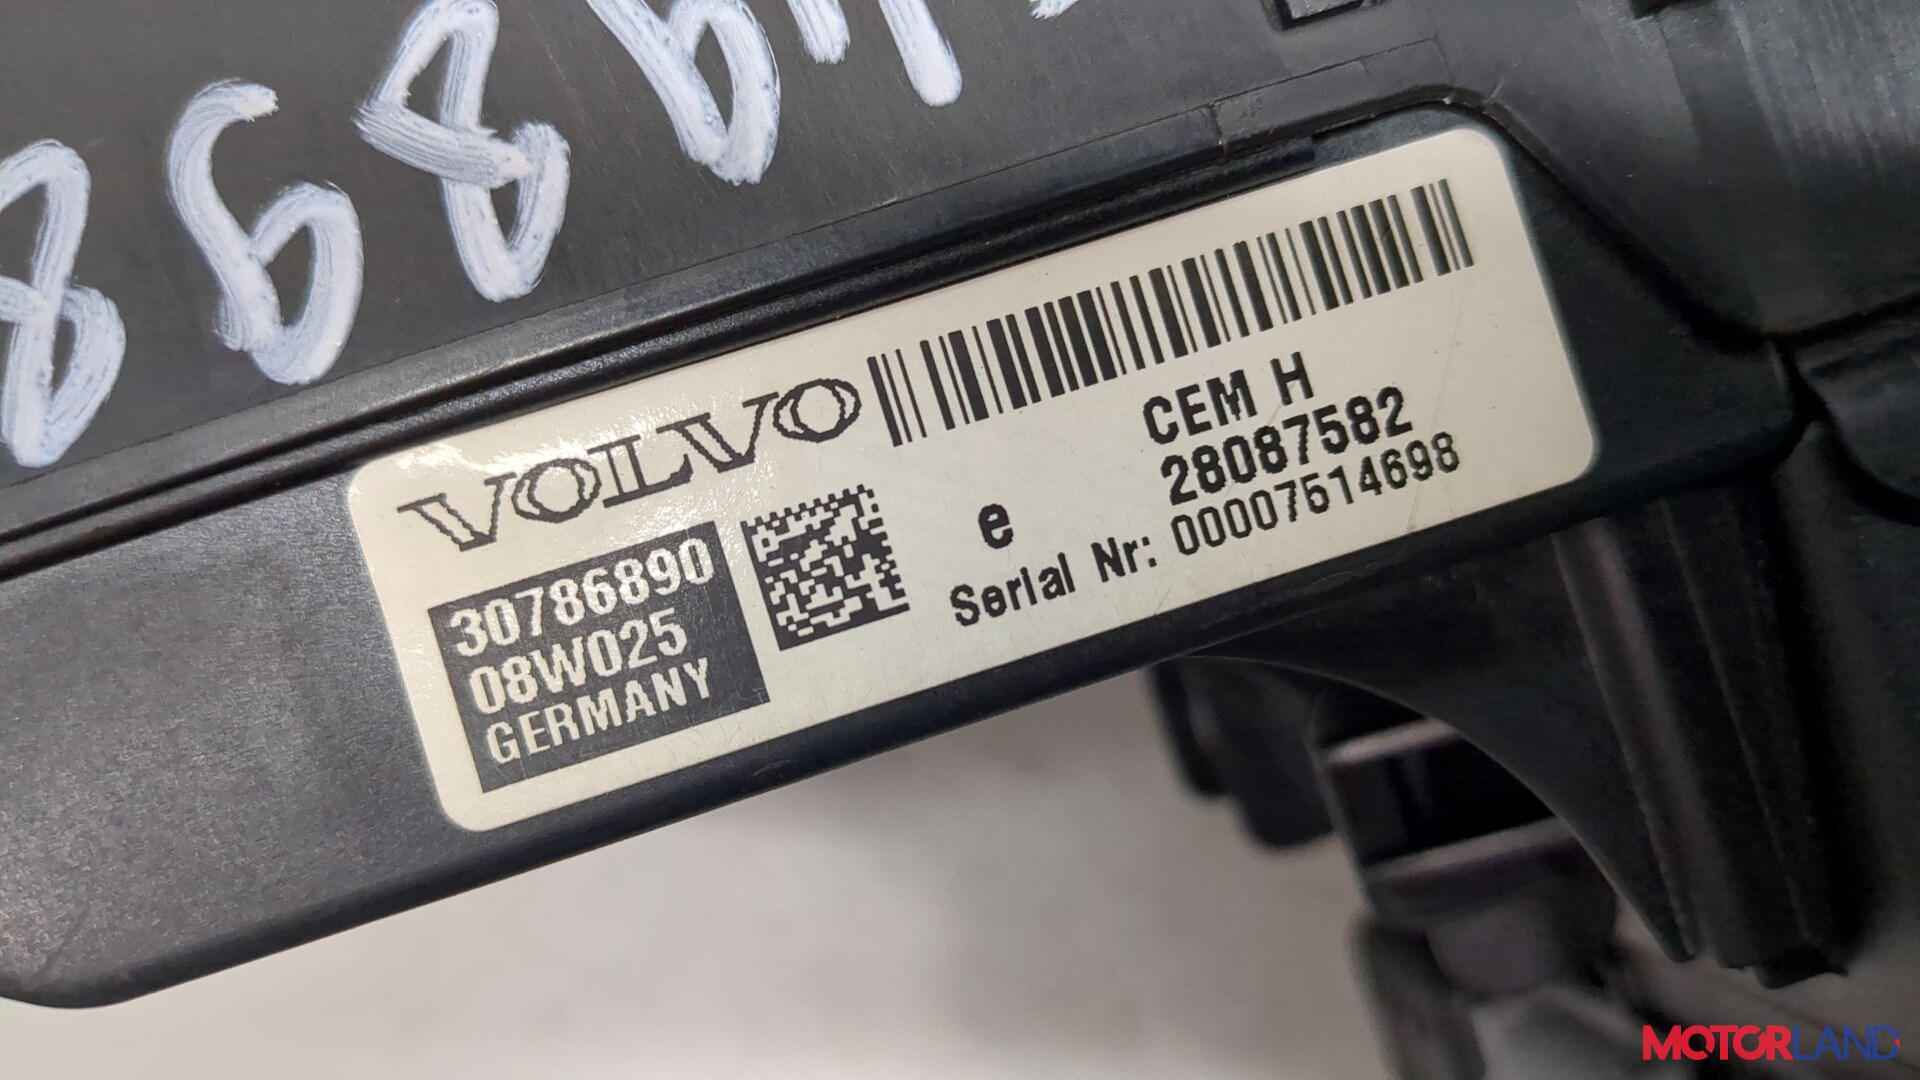 VOLVO
CEM H
28087582
e
Serial Nr: 00007514698
30786890
08W025
GERMANY
MOTORLAND